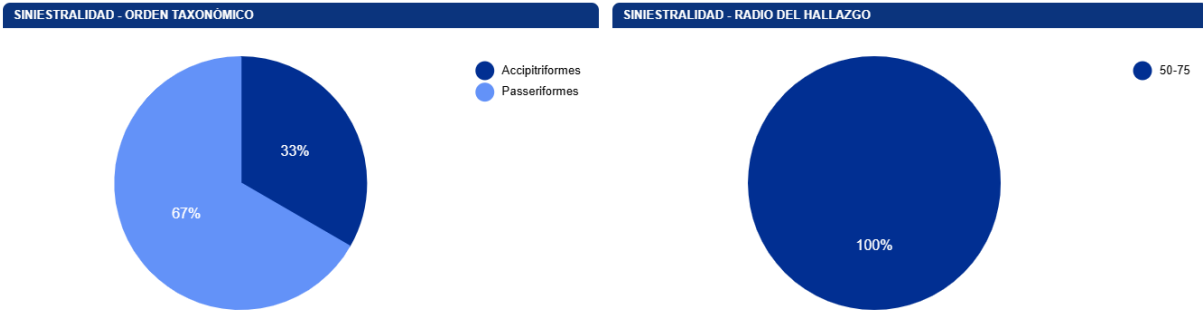 SINIESTRALIDAD - ORDEN TAXONÓMICO
Accipitriformes
Passeriformes
33%
67%
SINIESTRALIDAD - RADIO DEL HALLAZGO
50-75
100%